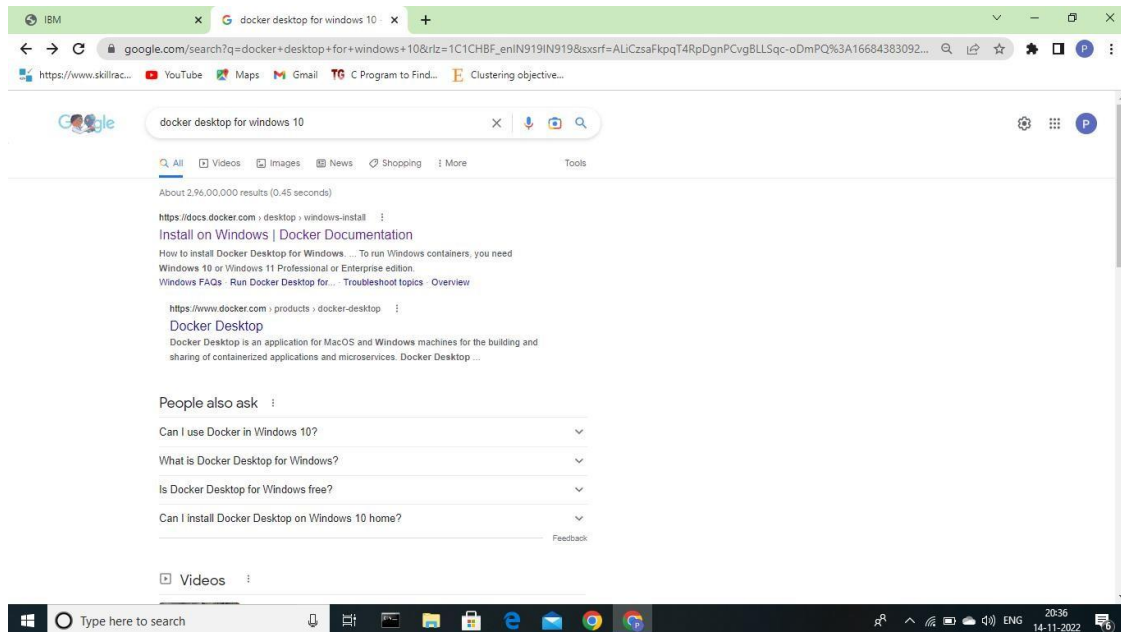 IBM
docker desktop for windows 10 -
google.com/search?q=docker+desktop+for+windows+10&rlz=1C1CHBF_enIN919IN919&sxsrf=ALiCzsaFkpqT4RpDgnPCvgBLLSqc-oDmPQ%3A16684383092...
https://www.skillrac...
YouTube
Maps
Gmail
TG C Program to Find...
E Clustering objective...
docker desktop for windows 10
All Videos Images News Shopping More Tools
About 2,96,00,000 results (0.45 seconds)
https://docs.docker.com › desktop › windows-install
Install on Windows | Docker Documentation
How to install Docker Desktop for Windows. ... To run Windows containers, you need
Windows 10 or Windows 11 Professional or Enterprise edition.
Windows FAQs · Run Docker Desktop for... · Troubleshoot topics · Overview
https://www.docker.com › products › docker-desktop
Docker Desktop
Docker Desktop is an application for MacOS and Windows machines for the building and
sharing of containerized applications and microservices. Docker Desktop ...
People also ask
Can I use Docker in Windows 10?
What is Docker Desktop for Windows?
Is Docker Desktop for Windows free?
Can I install Docker Desktop on Windows 10 home?
Feedback
Videos
Type here to search
ENG
20:36
14-11-2022
6